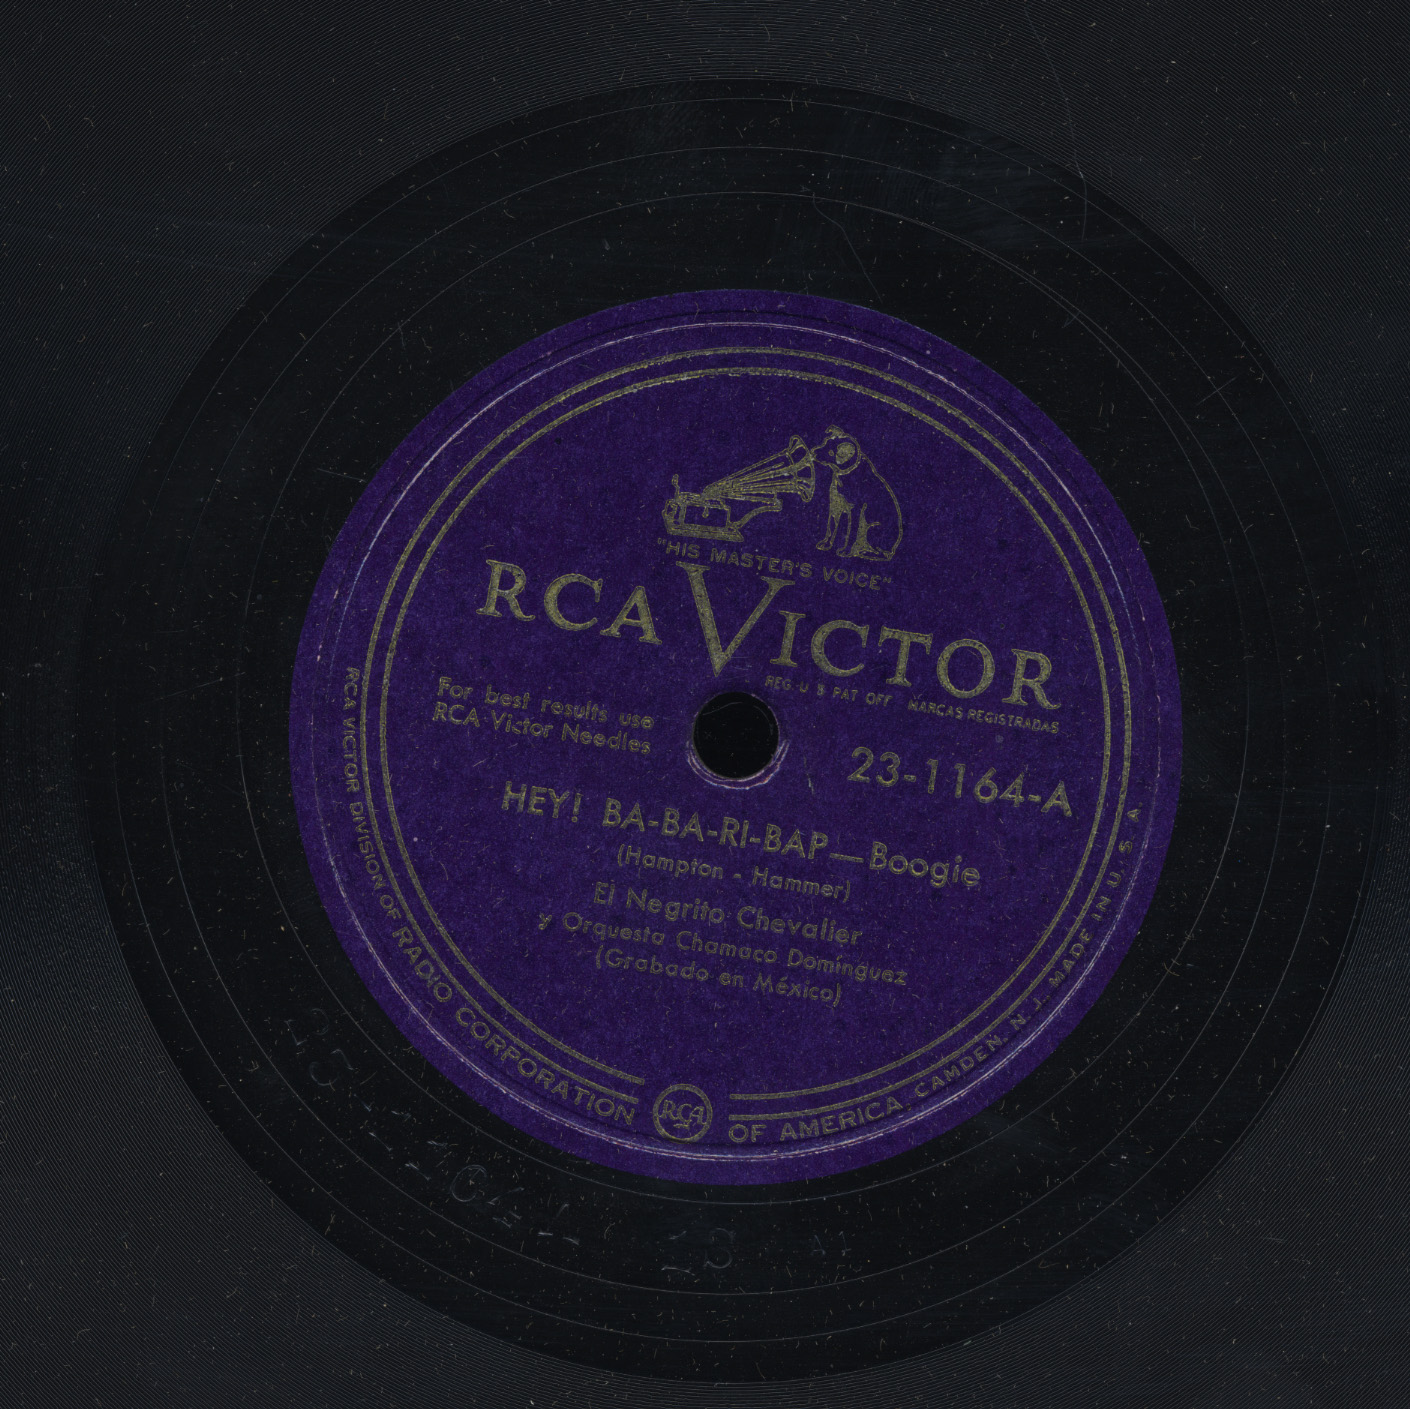 "HIS MASTER'S VOICE"
RCA VICTOR
REG. U S PAT OFF MARCAS REGISTRADAS
For best results use
RCA Victor Needles
23-1164-A
HEY! BA-BA-RI-BAP—Boogie
(Hampton - Hammer)
El Negrito Chevalier
y Orquesta Chamaco Domínguez
(Grabado en México)
RCA VICTOR DIVISION OF RADIO CORPORATION
RCA
OF AMERICA, CAMDEN, N. J. MADE IN U. S. A.